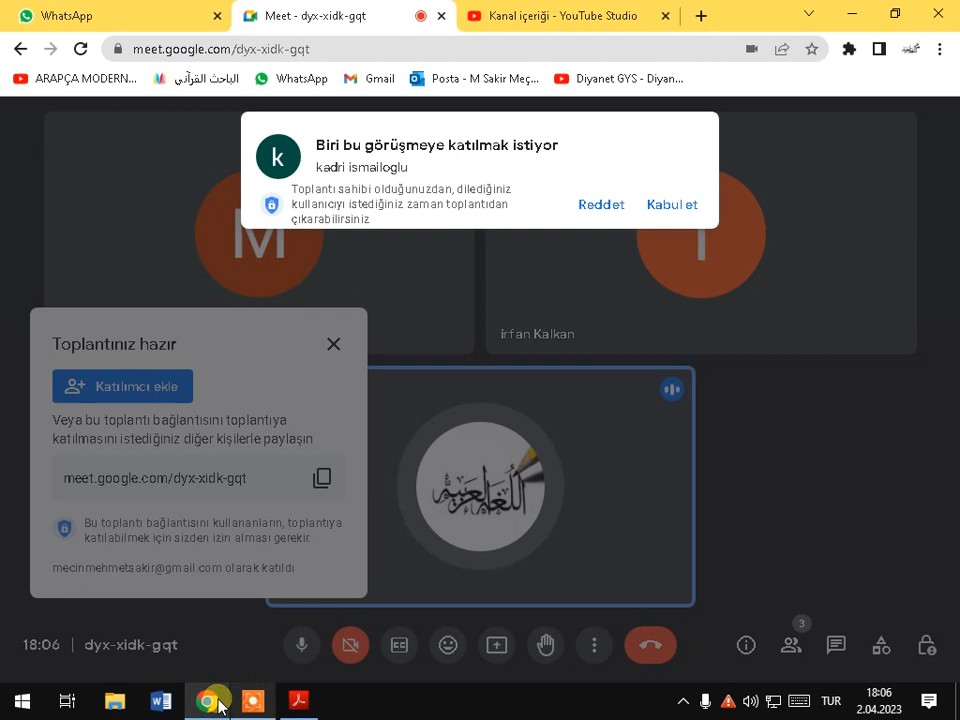 WhatsApp
Meet - dyx-xidk-gqt
Kanal içeriği - YouTube Studio
meet.google.com/dyx-xidk-gqt
ARAPÇA MODERN...
الباحث القرآني
WhatsApp
Gmail
Posta - M Sakir Meç...
Diyanet GYS - Diyan...
k
Biri bu görüşmeye katılmak istiyor
kadri ismailoglu
Toplantı sahibi olduğunuzdan, dilediğiniz
kullanıcıyı istediğiniz zaman toplantıdan
çıkarabilirsiniz
Reddet
Kabul et
M
İ
irfan Kalkan
Toplantınız hazır
Katılımcı ekle
Veya bu toplantı bağlantısını toplantıya
katılmasını istediğiniz diğer kişilerle paylaşın
meet.google.com/dyx-xidk-gqt
Bu toplantı bağlantısını kullananların, toplantıya
katılabilmek için sizden izin alması gerekir.
mecinmehmetsakir@gmail.com olarak katıldı
اللغة العربية
18:06 | dyx-xidk-gqt
3
TUR
18:06
2.04.2023